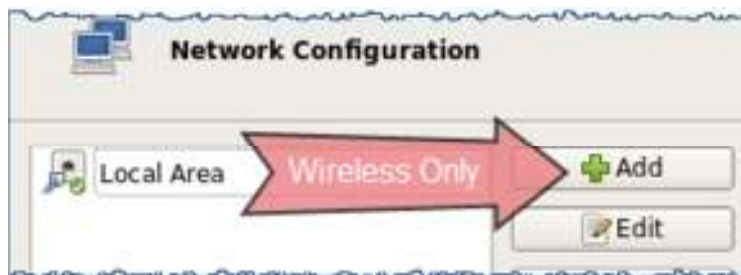 Network Configuration
Local Area
Wireless Only
Add
Edit